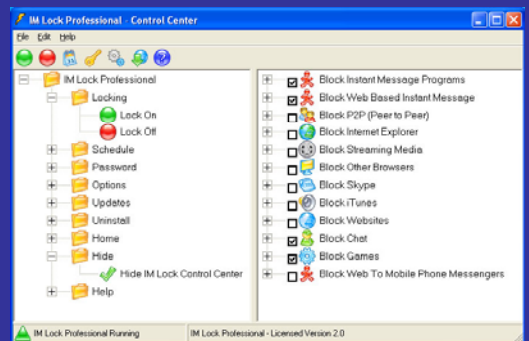 IM Lock Professional - Control Center
File Edit Help
IM Lock Professional
Locking
Lock On
Lock Off
Schedule
Password
Options
Updates
Uninstall
Home
Hide
Hide IM Lock Control Center
Help
Block Instant Message Programs
Block Web Based Instant Message
Block P2P (Peer to Peer)
Block Internet Explorer
Block Streaming Media
Block Other Browsers
Block Skype
Block iTunes
Block Websites
Block Chat
Block Games
Block Web To Mobile Phone Messengers
IM Lock Professional Running
IM Lock Professional - Licensed Version 2.0